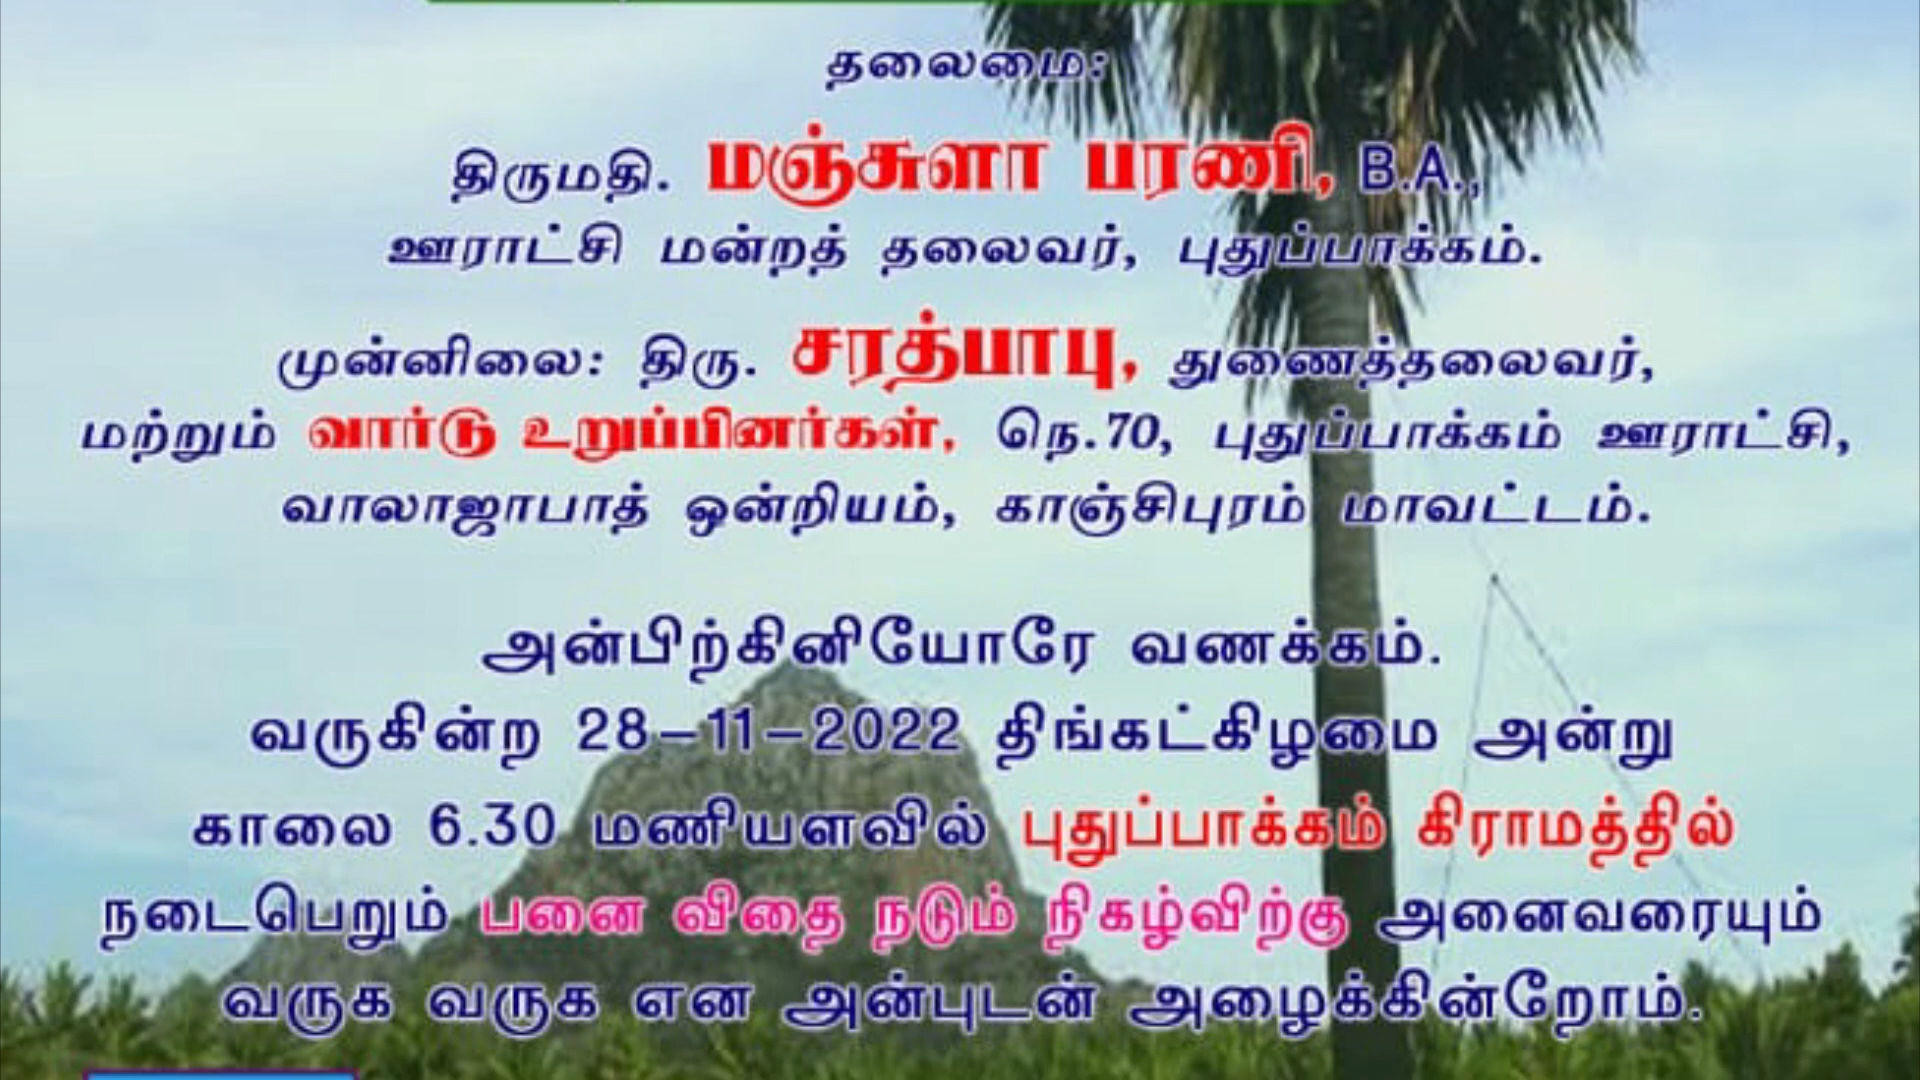 தலைமை:
திருமதி. மஞ்சுளா பரணி, B.A.,
ஊராட்சி மன்றத் தலைவர், புதுப்பாக்கம்.
முன்னிலை: திரு. சரத்பாபு, துணைத்தலைவர்,
மற்றும் வார்டு உறுப்பினர்கள், நெ.70, புதுப்பாக்கம் ஊராட்சி,
வாலாஜாபாத் ஒன்றியம், காஞ்சிபுரம் மாவட்டம்.
அன்பிற்கினியோரே வணக்கம்.
வருகின்ற 28-11-2022 திங்கட்கிழமை அன்று
காலை 6.30 மணியளவில் புதுப்பாக்கம் கிராமத்தில்
நடைபெறும் பனை விதை நடும் நிகழ்விற்கு அனைவரையும்
வருக வருக என அன்புடன் அழைக்கின்றோம்.